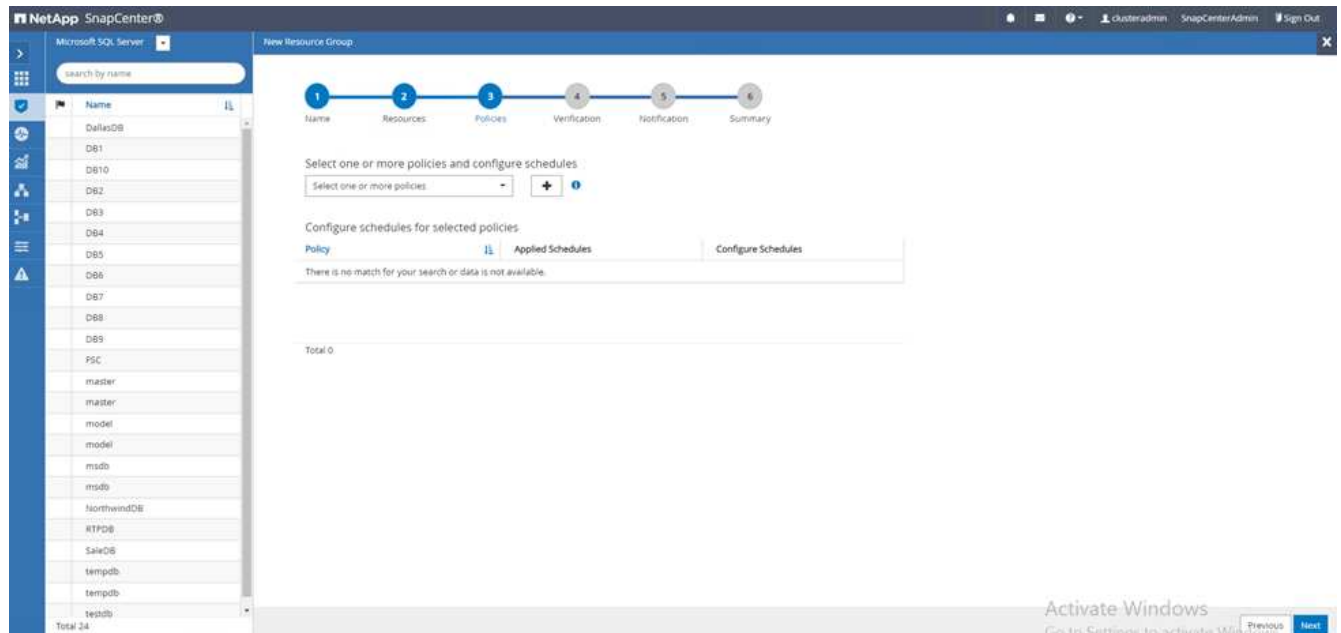 NetApp SnapCenter®
clusteradmin SnapCenterAdmin Sign Out
Microsoft SQL Server
search by name
Name
DallasDB
DB1
DB10
DB2
DB3
DB4
DB5
DB6
DB7
DB8
DB9
FSC
master
master
model
model
msdb
msdb
NorthwindDB
RTPDB
SaleDB
tempdb
tempdb
testdb
Total 24
New Resource Group
1 2 3 4 5 6
Name Resources Policies Verification Notification Summary
Select one or more policies and configure schedules
Select one or more policies
Configure schedules for selected policies
Policy Applied Schedules Configure Schedules
There is no match for your search or data is not available.
Total 0
Activate Windows
Go to Settings to activate
Previous Next